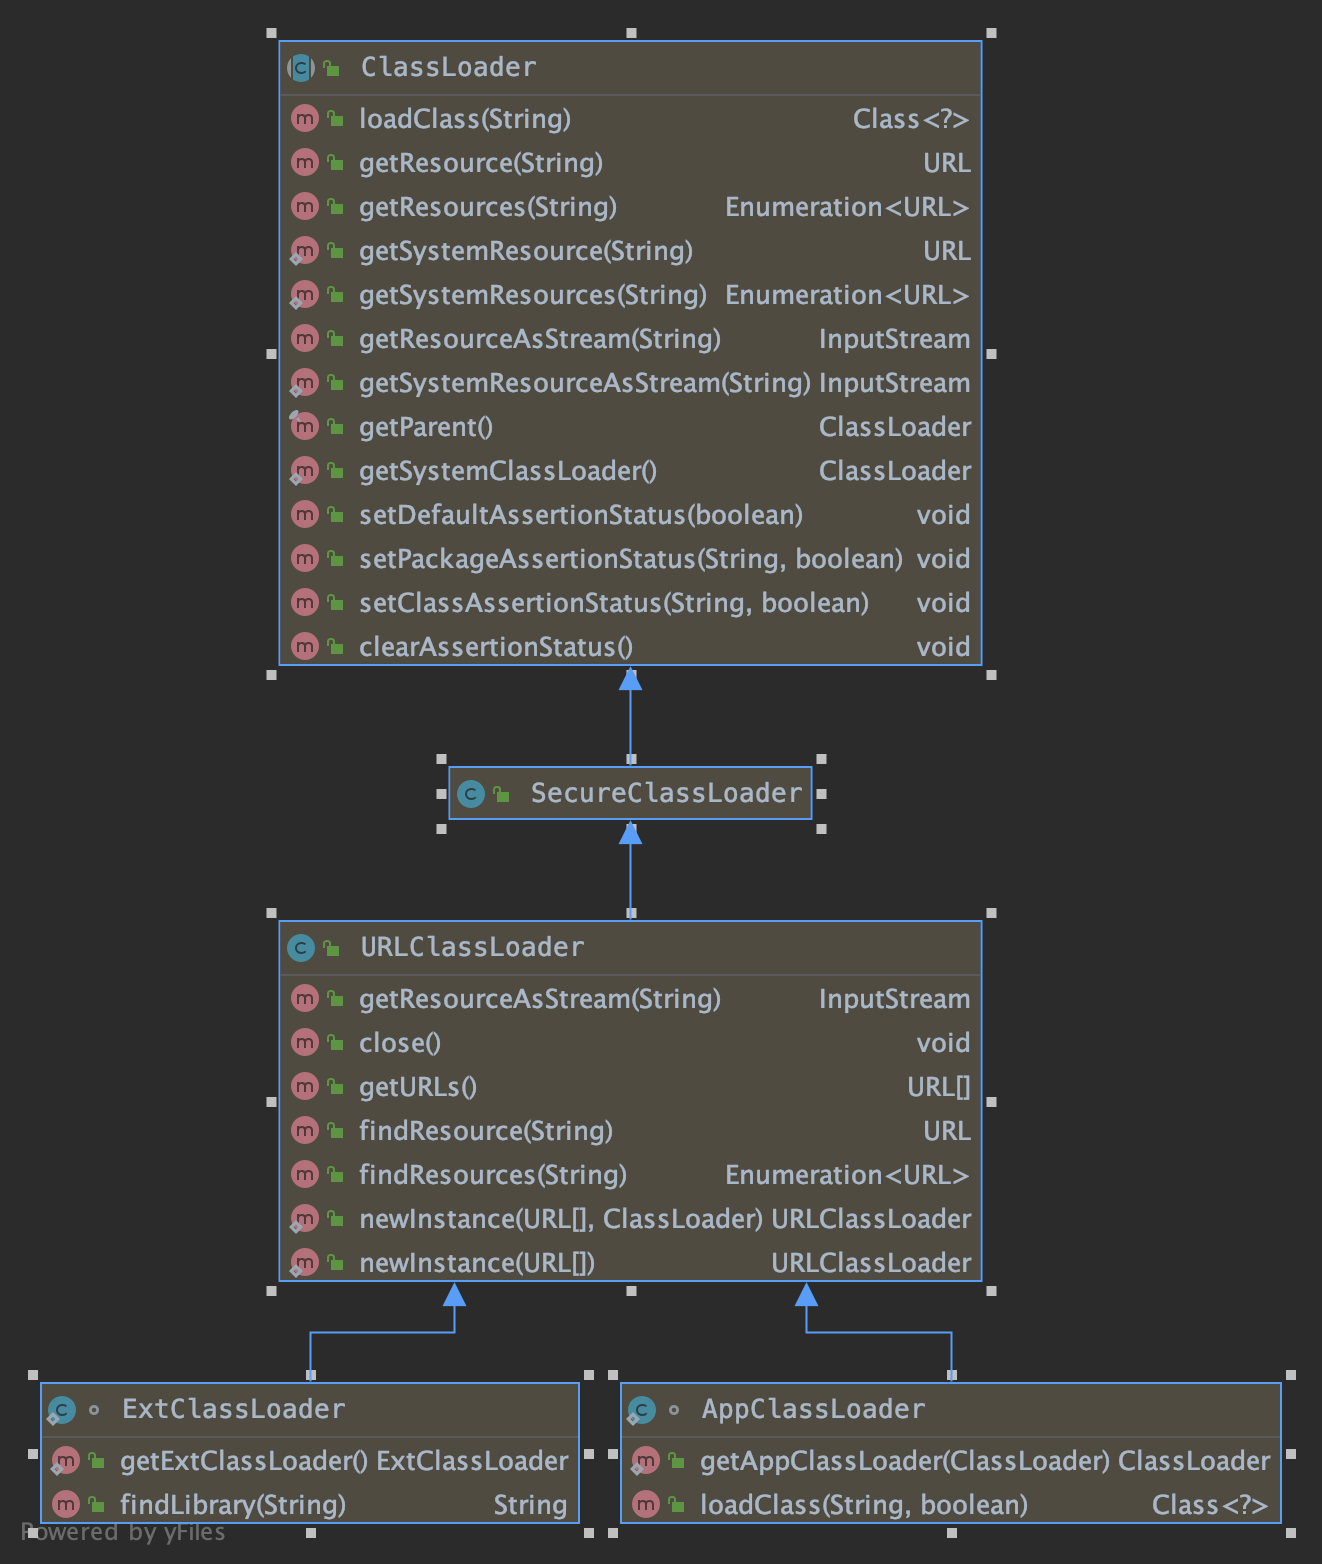 ClassLoader
loadClass(String) Class<?>
getResource(String) URL
getResources(String) Enumeration<URL>
getSystemResource(String) URL
getSystemResources(String) Enumeration<URL>
getResourceAsStream(String) InputStream
getSystemResourceAsStream(String) InputStream
getParent() ClassLoader
getSystemClassLoader() ClassLoader
setDefaultAssertionStatus(boolean) void
setPackageAssertionStatus(String, boolean) void
setClassAssertionStatus(String, boolean) void
clearAssertionStatus() void
SecureClassLoader
URLClassLoader
getResourceAsStream(String) InputStream
close() void
getURLs() URL[]
findResource(String) URL
findResources(String) Enumeration<URL>
newInstance(URL[], ClassLoader) URLClassLoader
newInstance(URL[]) URLClassLoader
ExtClassLoader
getExtClassLoader() ExtClassLoader
findLibrary(String) String
AppClassLoader
getAppClassLoader(ClassLoader) ClassLoader
loadClass(String, boolean) Class<?>
Powered by yFiles